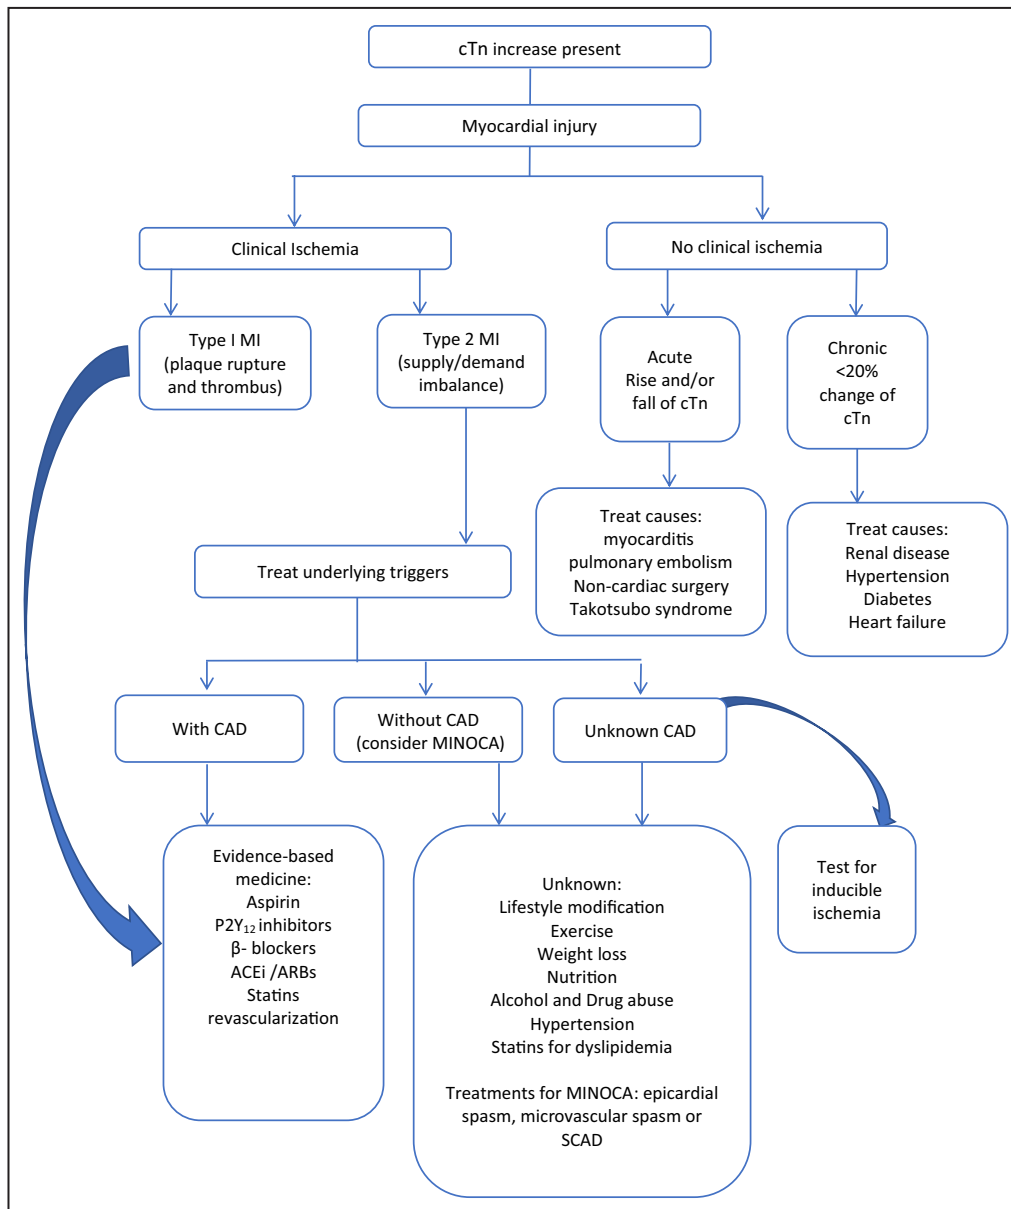 cTn increase present
Myocardial injury
Clinical Ischemia
No clinical ischemia
Type I MI
(plaque rupture
and thrombus)
Type 2 MI
(supply/demand
imbalance)
Acute
Rise and/or
fall of cTn
Chronic
<20%
change of
cTn
Treat causes:
myocarditis
pulmonary embolism
Non-cardiac surgery
Takotsubo syndrome
Treat causes:
Renal disease
Hypertension
Diabetes
Heart failure
Treat underlying triggers
With CAD
Without CAD
(consider MINOCA)
Unknown CAD
Evidence-based
medicine:
Aspirin
P2Y₁₂ inhibitors
β- blockers
ACEi /ARBs
Statins
revascularization
Unknown:
Lifestyle modification
Exercise
Weight loss
Nutrition
Alcohol and Drug abuse
Hypertension
Statins for dyslipidemia
Treatments for MINOCA: epicardial
spasm, microvascular spasm or
SCAD
Test for
inducible
ischemia